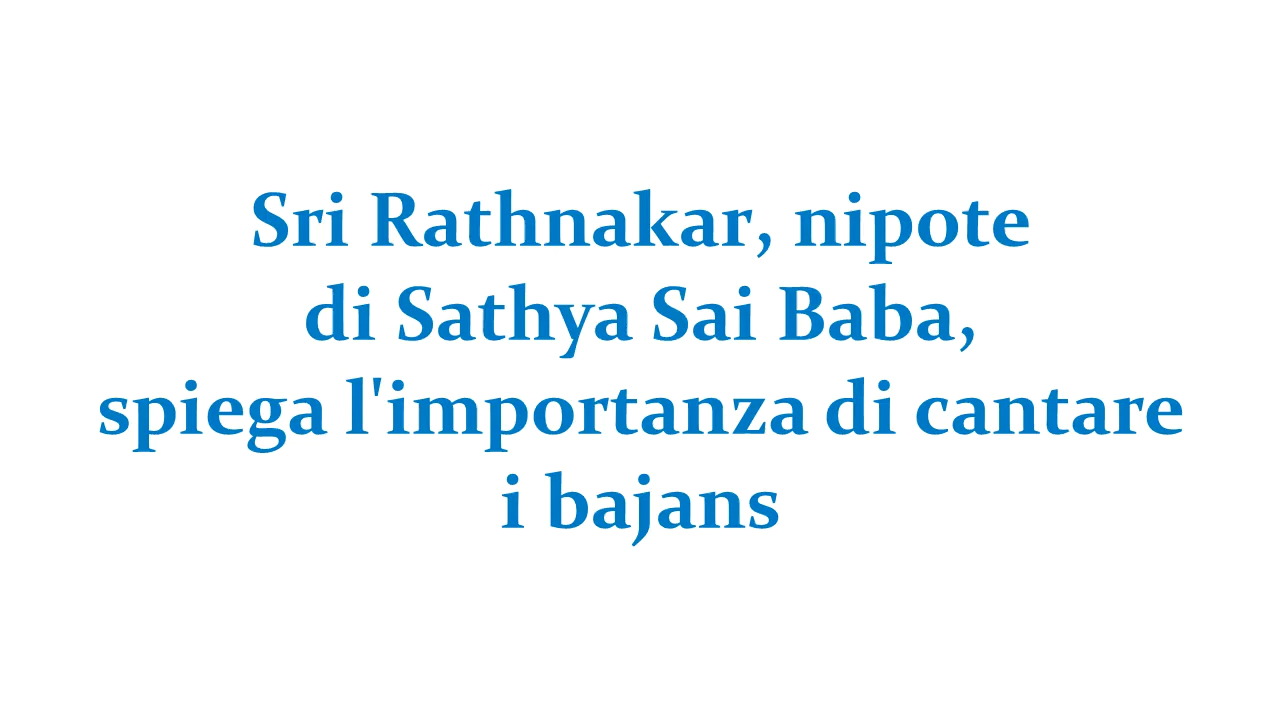 Sri Rathnakar, nipote
di Sathya Sai Baba,
spiega l'importanza di cantare
i bajans